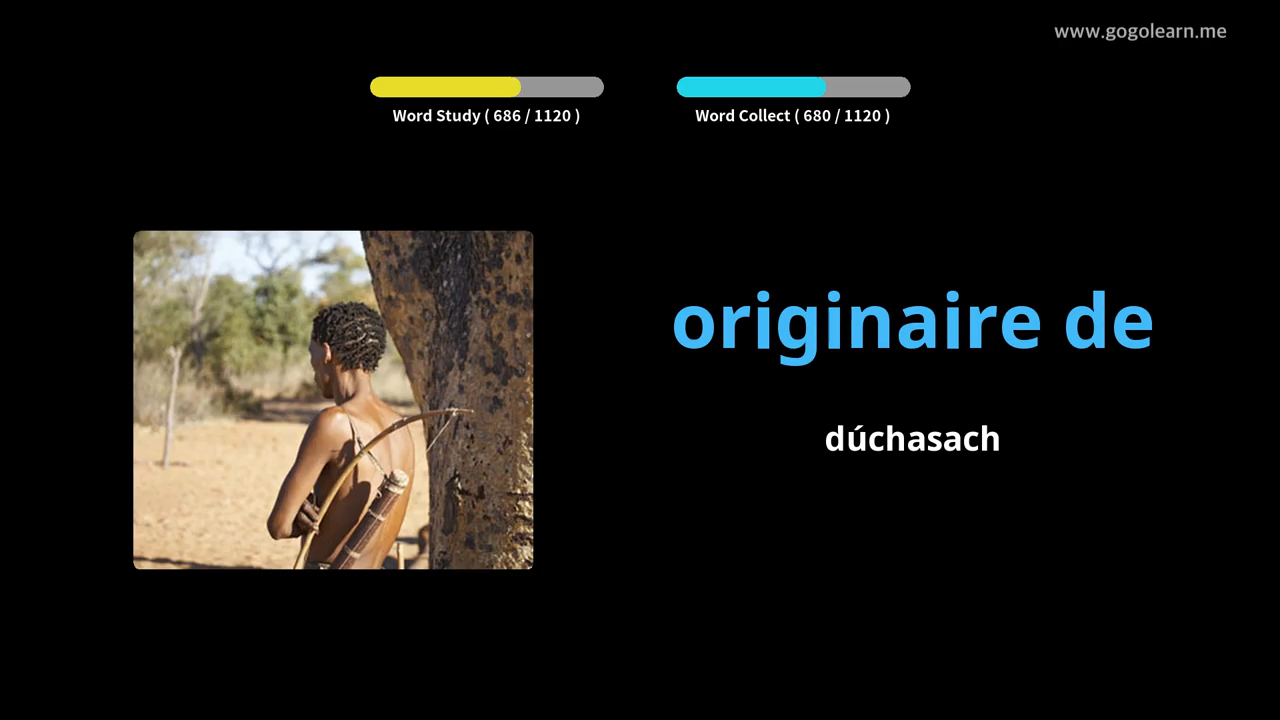 www.gogolearn.me
Word Study ( 686 / 1120 )
Word Collect ( 680 / 1120 )
originaire de
dúchasach